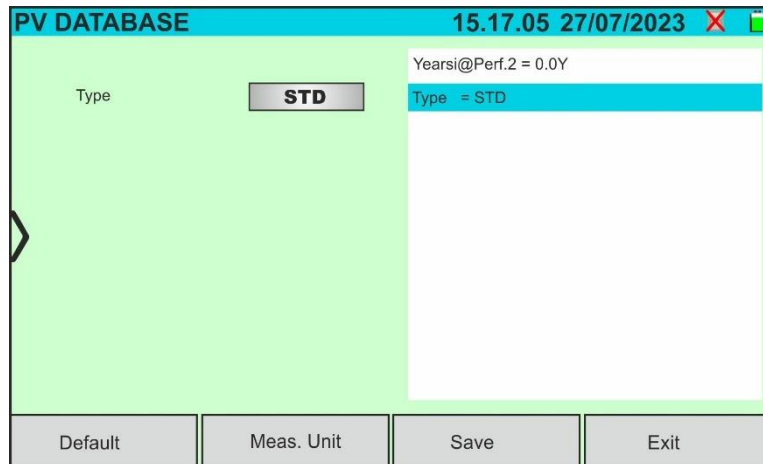 PV DATABASE 15.17.05 27/07/2023
Yearsi@Perf.2 = 0.0Y
Type STD Type = STD
Default Meas. Unit Save Exit